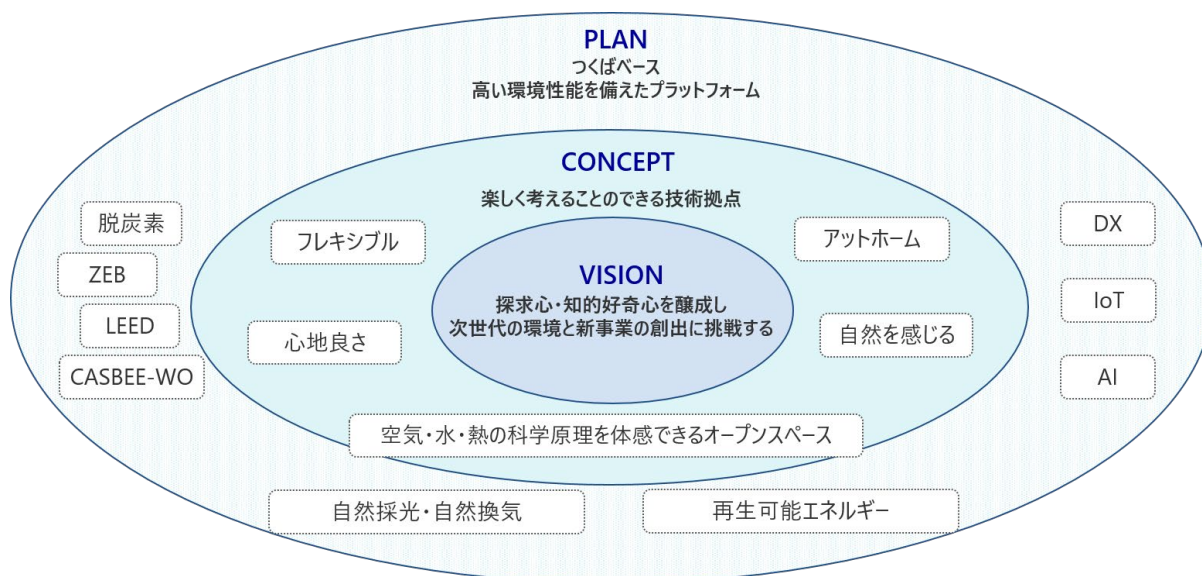 PLAN
つくばベース
高い環境性能を備えたプラットフォーム
CONCEPT
楽しく考えることのできる技術拠点
脱炭素
ZEB
LEED
CASBEE-WO
フレキシブル
心地良さ
VISION
探求心・知的好奇心を醸成し
次世代の環境と新事業の創出に挑戦する
アットホーム
自然を感じる
DX
IoT
AI
空気・水・熱の科学原理を体感できるオープンスペース
自然採光・自然換気
再生可能エネルギー